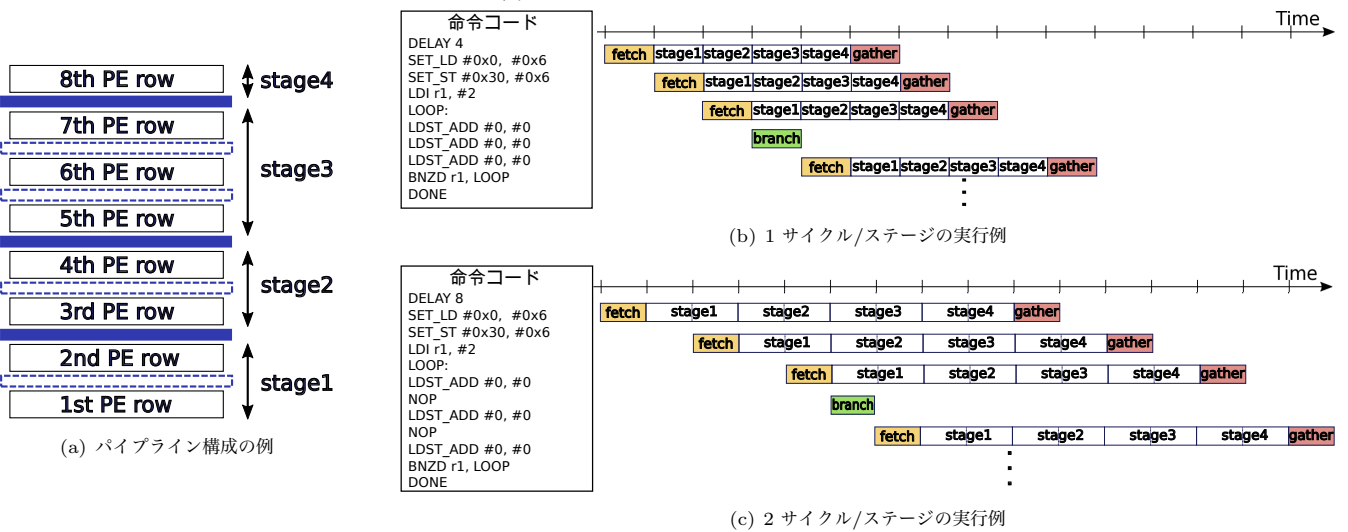 8th PE row
stage4
7th PE row
6th PE row
stage3
5th PE row
4th PE row
stage2
3rd PE row
2nd PE row
stage1
1st PE row
(a) パイプライン構成の例
命令コード
DELAY 4
SET_LD #0x0, #0x6
SET_ST #0x30, #0x6
LDI r1, #2
LOOP:
LDST_ADD #0, #0
LDST_ADD #0, #0
LDST_ADD #0, #0
BNZD r1, LOOP
DONE
Time
fetch stage1 stage2 stage3 stage4 gather
fetch stage1 stage2 stage3 stage4 gather
fetch stage1 stage2 stage3 stage4 gather
branch
fetch stage1 stage2 stage3 stage4 gather
(b) 1 サイクル/ステージの実行例
命令コード
DELAY 8
SET_LD #0x0, #0x6
SET_ST #0x30, #0x6
LDI r1, #2
LOOP:
LDST_ADD #0, #0
NOP
LDST_ADD #0, #0
NOP
LDST_ADD #0, #0
BNZD r1, LOOP
DONE
Time
fetch stage1 stage2 stage3 stage4 gather
fetch stage1 stage2 stage3 stage4 gather
fetch stage1 stage2 stage3 stage4 gather
branch
fetch stage1 stage2 stage3 stage4 gather
(c) 2 サイクル/ステージの実行例